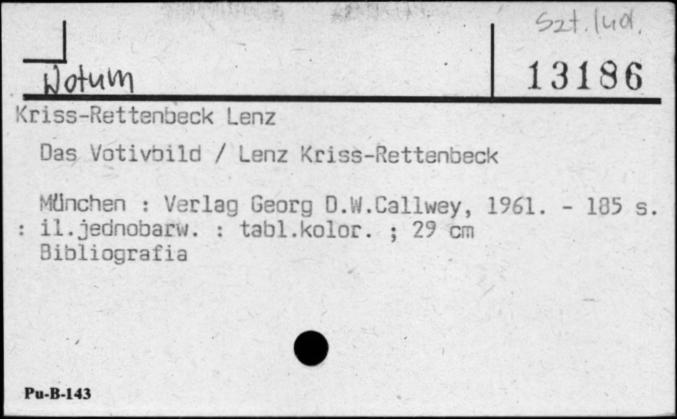 Szt. lud.
13186
Wotum
Kriss-Rettenbeck Lenz
Das Votivbild / Lenz Kriss-Rettenbeck
München : Verlag Georg D.W.Callwey, 1961. - 185 s.
: il.jednobarw. : tabl.kolor. ; 29 cm
Bibliografia
Pu-B-143